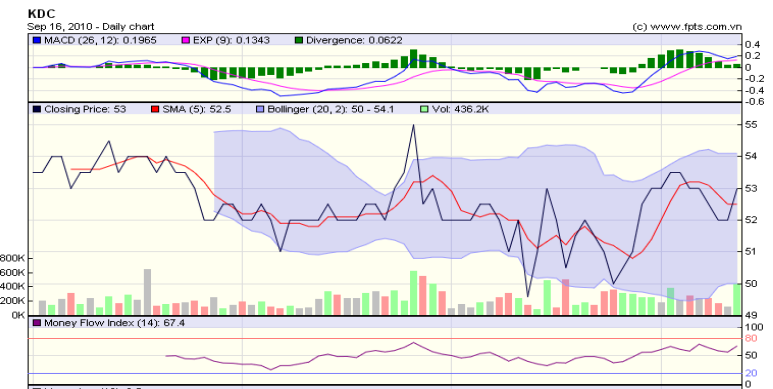 KDC
Sep 16, 2010 - Daily chart (c) www.fpts.com.vn
MACD (26, 12): 0.1965 EXP (9): 0.1343 Divergence: 0.0622
0.4
0.2
0
-0.2
-0.4
-0.6
Closing Price: 53 SMA (5): 52.5 Bollinger (20, 2): 50 - 54.1 Vol: 436.2K
55
54
53
52
51
50
49
800K
600K
400K
200K
0K
Money Flow Index (14): 67.4
100
80
50
20
0